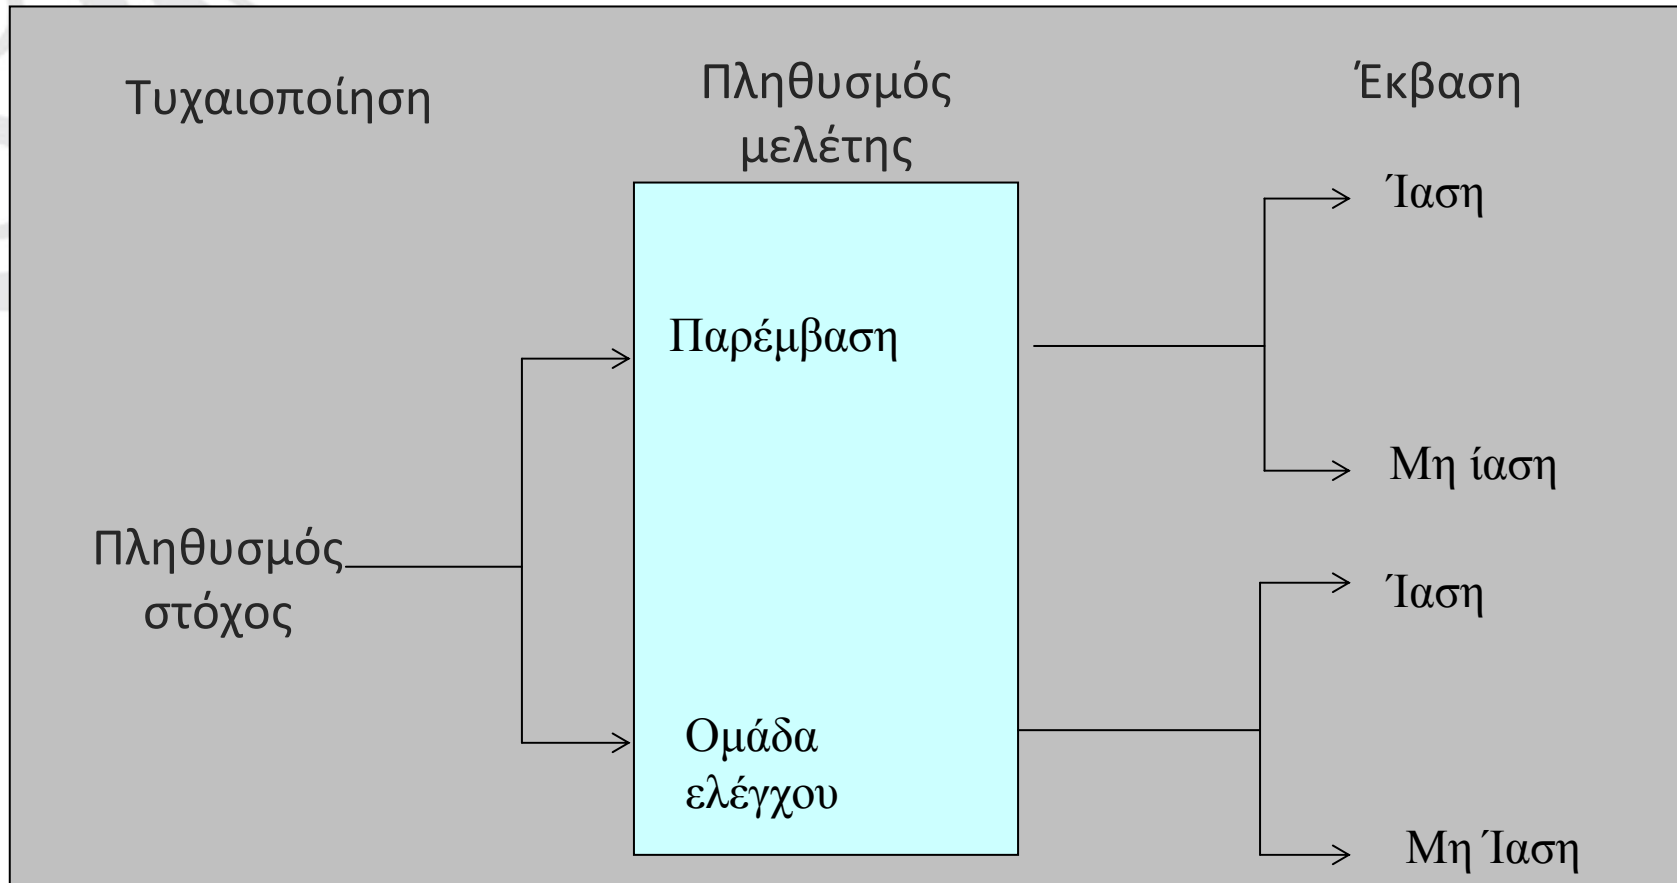 Τυχαιοποίηση
Πληθυσμός
μελέτης
Έκβαση
Ίαση
Παρέμβαση
Μη ίαση
Πληθυσμός
στόχος
Ίαση
Ομάδα
ελέγχου
Μη Ίαση